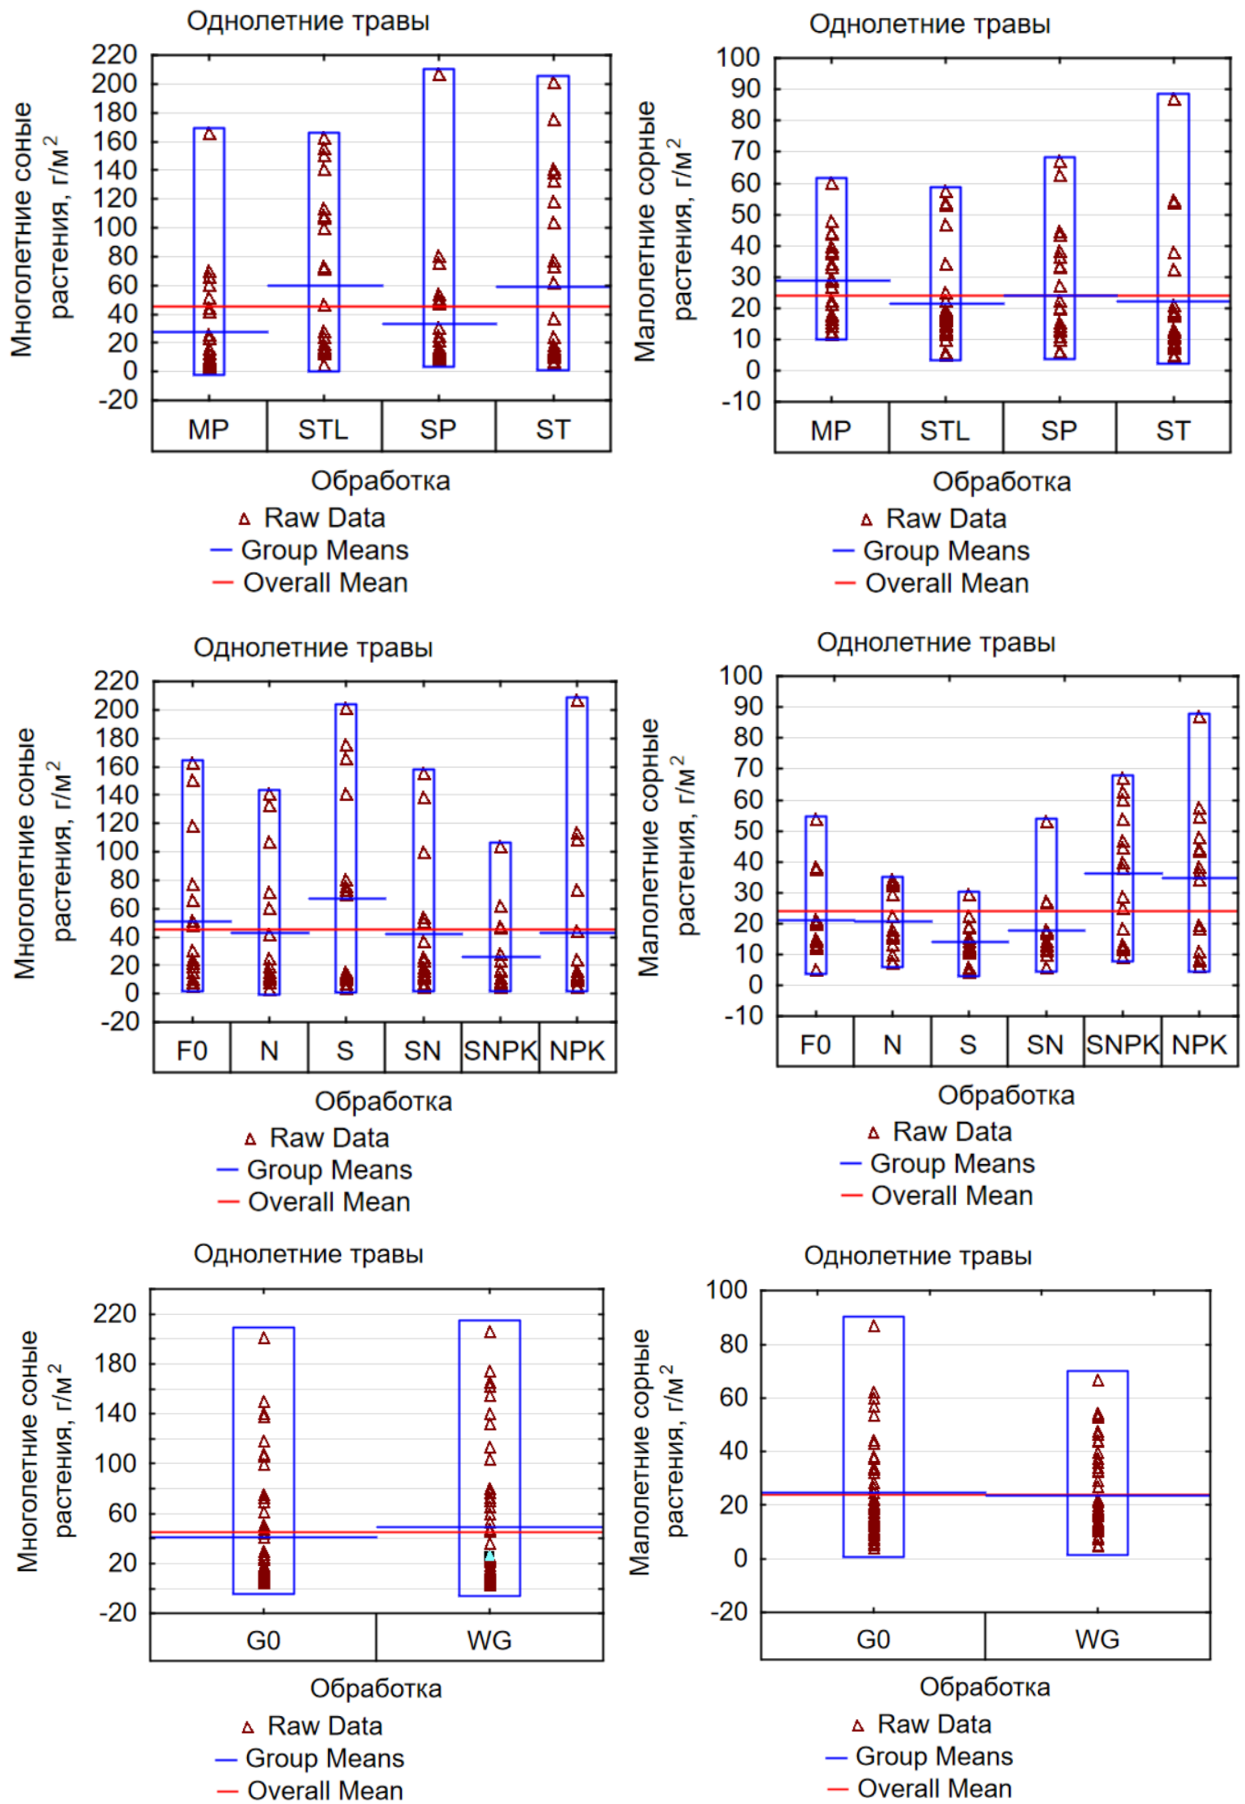 Однолетние травы
Многолетние соные
растения, г/м²
220
200
180
160
140
120
100
80
60
40
20
0
-20
MP STL SP ST
Обработка
Raw Data
Group Means
Overall Mean
Однолетние травы
Малолетние сорные
растения, г/м²
100
90
80
70
60
50
40
30
20
10
0
-10
MP STL SP ST
Обработка
Raw Data
Group Means
Overall Mean
Однолетние травы
Многолетние соные
растения, г/м²
220
200
180
160
140
120
100
80
60
40
20
0
-20
F0 N S SN SNPK NPK
Обработка
Raw Data
Group Means
Overall Mean
Однолетние травы
Малолетние сорные
растения, г/м²
100
90
80
70
60
50
40
30
20
10
0
-10
F0 N S SN SNPK NPK
Обработка
Raw Data
Group Means
Overall Mean
Однолетние травы
Многолетние соные
растения, г/м²
220
180
140
100
60
20
-20
G0 WG
Обработка
Raw Data
Group Means
Overall Mean
Однолетние травы
Малолетние сорные
растения, г/м²
100
80
60
40
20
0
-20
G0 WG
Обработка
Raw Data
Group Means
Overall Mean